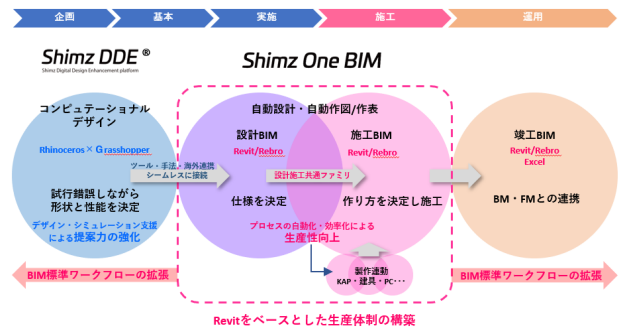 企画
基本
実施
施工
運用
Shimz DDE ®
Shimz Digital Design Enhancement platform
Shimz One BIM
コンピュテーショナル
デザイン
Rhinoceros×Grasshopper
試行錯誤しながら
形状と性能を決定
デザイン・シミュレーション支援
による提案力の強化
ツール・手法・海外連携
シームレスに接続
自動設計・自動作図/作表
設計BIM
Revit/Rebro
施工BIM
Revit/Rebro
設計施工共通ファミリ
仕様を決定
作り方を決定し施工
プロセスの自動化・効率化による
生産性向上
製作連動
KAP・建具・PC・・・
竣工BIM
Revit/Rebro
Excel
BM・FMとの連携
BIM標準ワークフローの拡張
BIM標準ワークフローの拡張
Revitをベースとした生産体制の構築